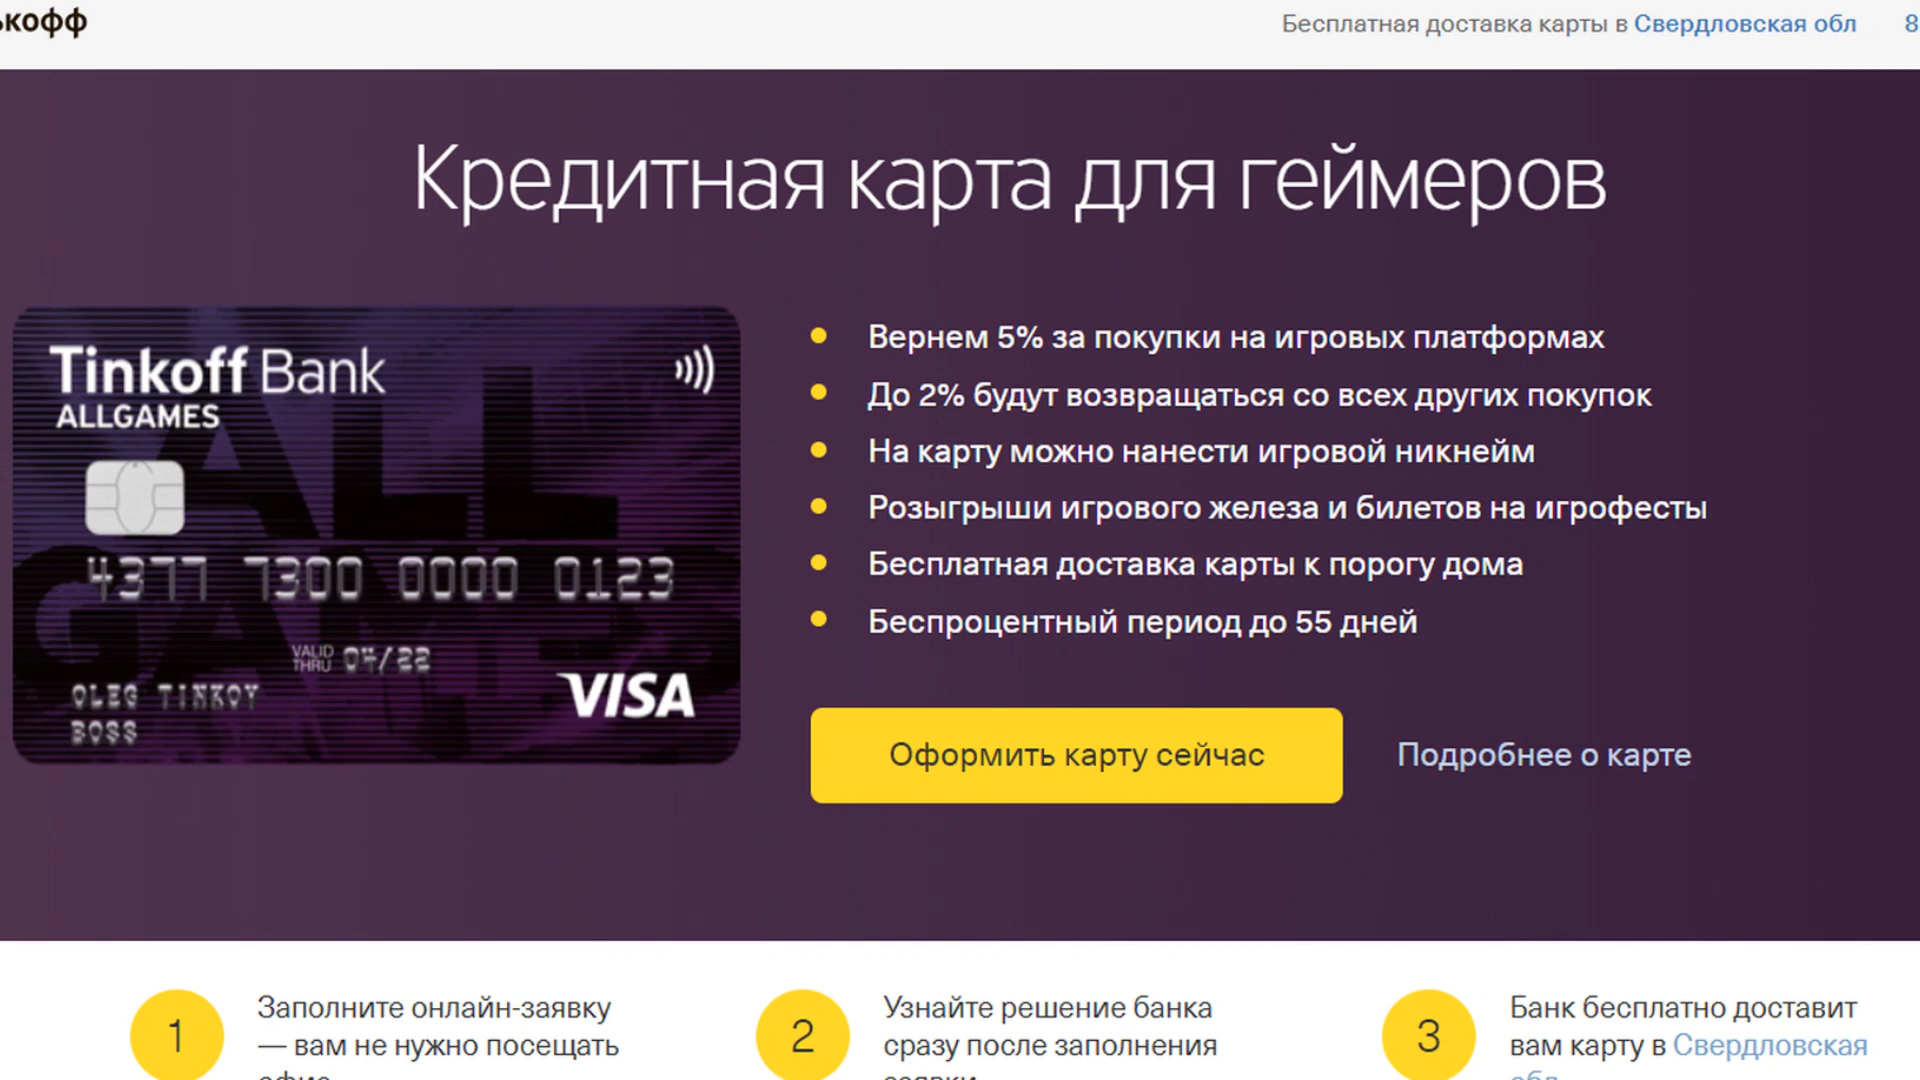 ькофф
Бесплатная доставка карты в Свердловская обл 8
Кредитная карта для геймеров
Tinkoff Bank
ALLGAMES
ALL
GAMES
4377 7300 0000 0123
VALID
THRU 04/22
OLEG TINKOV
BOSS
VISA
Вернем 5% за покупки на игровых платформах
До 2% будут возвращаться со всех других покупок
На карту можно нанести игровой никнейм
Розыгрыши игрового железа и билетов на игрофесты
Бесплатная доставка карты к порогу дома
Беспроцентный период до 55 дней
Оформить карту сейчас
Подробнее о карте
1
Заполните онлайн-заявку
— вам не нужно посещать
2
Узнайте решение банка
сразу после заполнения
3
Банк бесплатно доставит
вам карту в Свердловская